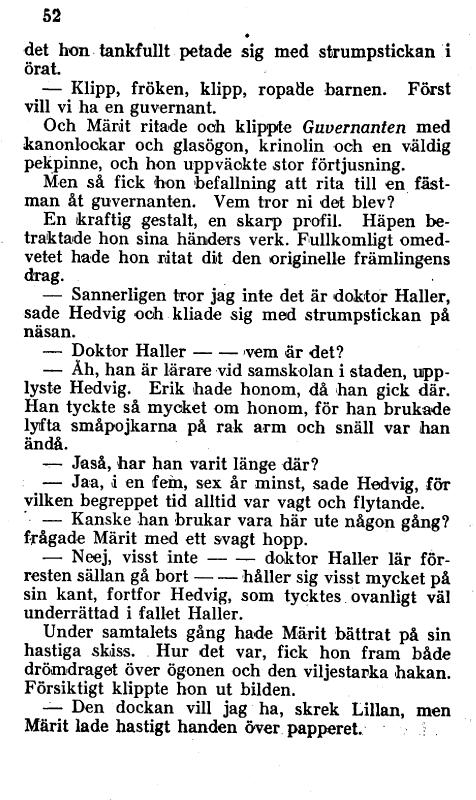 52
det hon tankfullt petade sig med strumpstickan i
örat.
— Klipp, fröken, klipp, ropade barnen. Först
vill vi ha en guvernant.
Och Märit ritade och klippte Guvernanten med
kanonlockar och glasögon, krinolin och en väldig
pekpinne, och hon uppväckte stor förtjusning.
Men så fick hon befallning att rita till en fäst-
man åt guvernanten. Vem tror ni det blev?
En kraftig gestalt, en skarp profil. Häpen be-
traktade hon sina händers verk. Fullkomligt omed-
vetet hade hon ritat dit den originelle främlingens
drag.
— Sannerligen tror jag inte det är doktor Haller,
sade Hedvig och kliade sig med strumpstickan på
näsan.
— Doktor Haller — — vem är det?
— Åh, han är lärare vid samskolan i staden, upp-
lyste Hedvig. Erik hade honom, då han gick där.
Han tyckte så mycket om honom, för han brukade
lyfta småpojkarna på rak arm och snäll var han
ändå.
— Jaså, har han varit länge där?
— Jaa, i en fem, sex år minst, sade Hedvig, för
vilken begreppet tid alltid var vagt och flytande.
— Kanske han brukar vara här ute någon gång?
frågade Märit med ett svagt hopp.
— Neej, visst inte — — doktor Haller lär för-
resten sällan gå bort — — håller sig visst mycket på
sin kant, fortfor Hedvig, som tycktes ovanligt väl
underrättad i fallet Haller.
Under samtalets gång hade Märit bättrat på sin
hastiga skiss. Hur det var, fick hon fram både
drömdraget över ögonen och den viljestarka hakan.
Försiktigt klippte hon ut bilden.
— Den dockan vill jag ha, skrek Lillan, men
Märit lade hastigt handen över papperet.